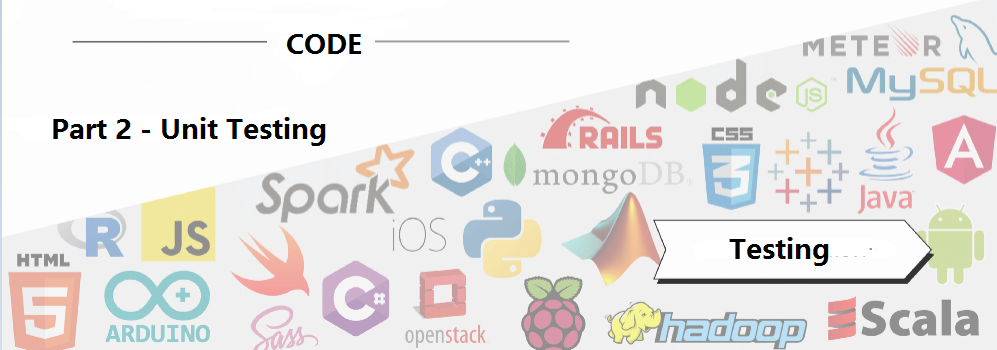 CODE
Part 2 - Unit Testing
METEOR
node
JS
MySQL
RAILS
CSS
3
C++
mongoDB.
Java
A
Spark
R
JS
iOS
Testing
HTML
5
ARDUINO
C#
Sass
openstack
hadoop
Scala